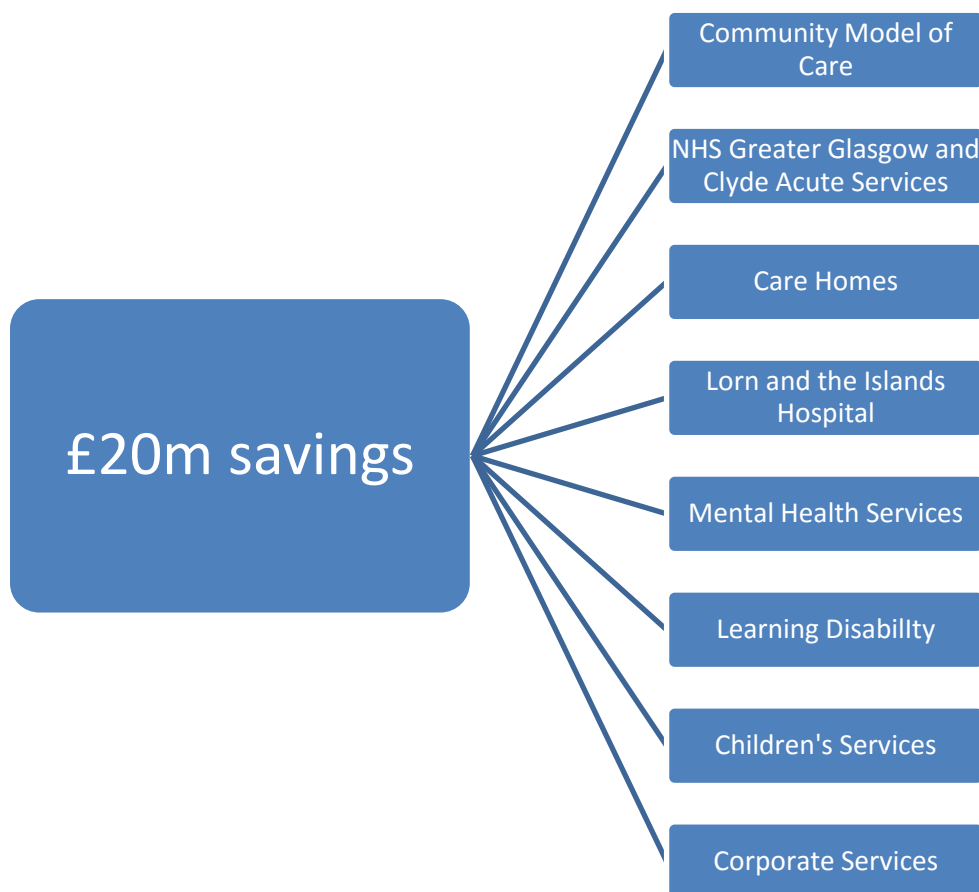 Community Model of
Care
NHS Greater Glasgow and
Clyde Acute Services
Care Homes
Lorn and the Islands
Hospital
£20m savings
Mental Health Services
Learning DisabilIty
Children's Services
Corporate Services